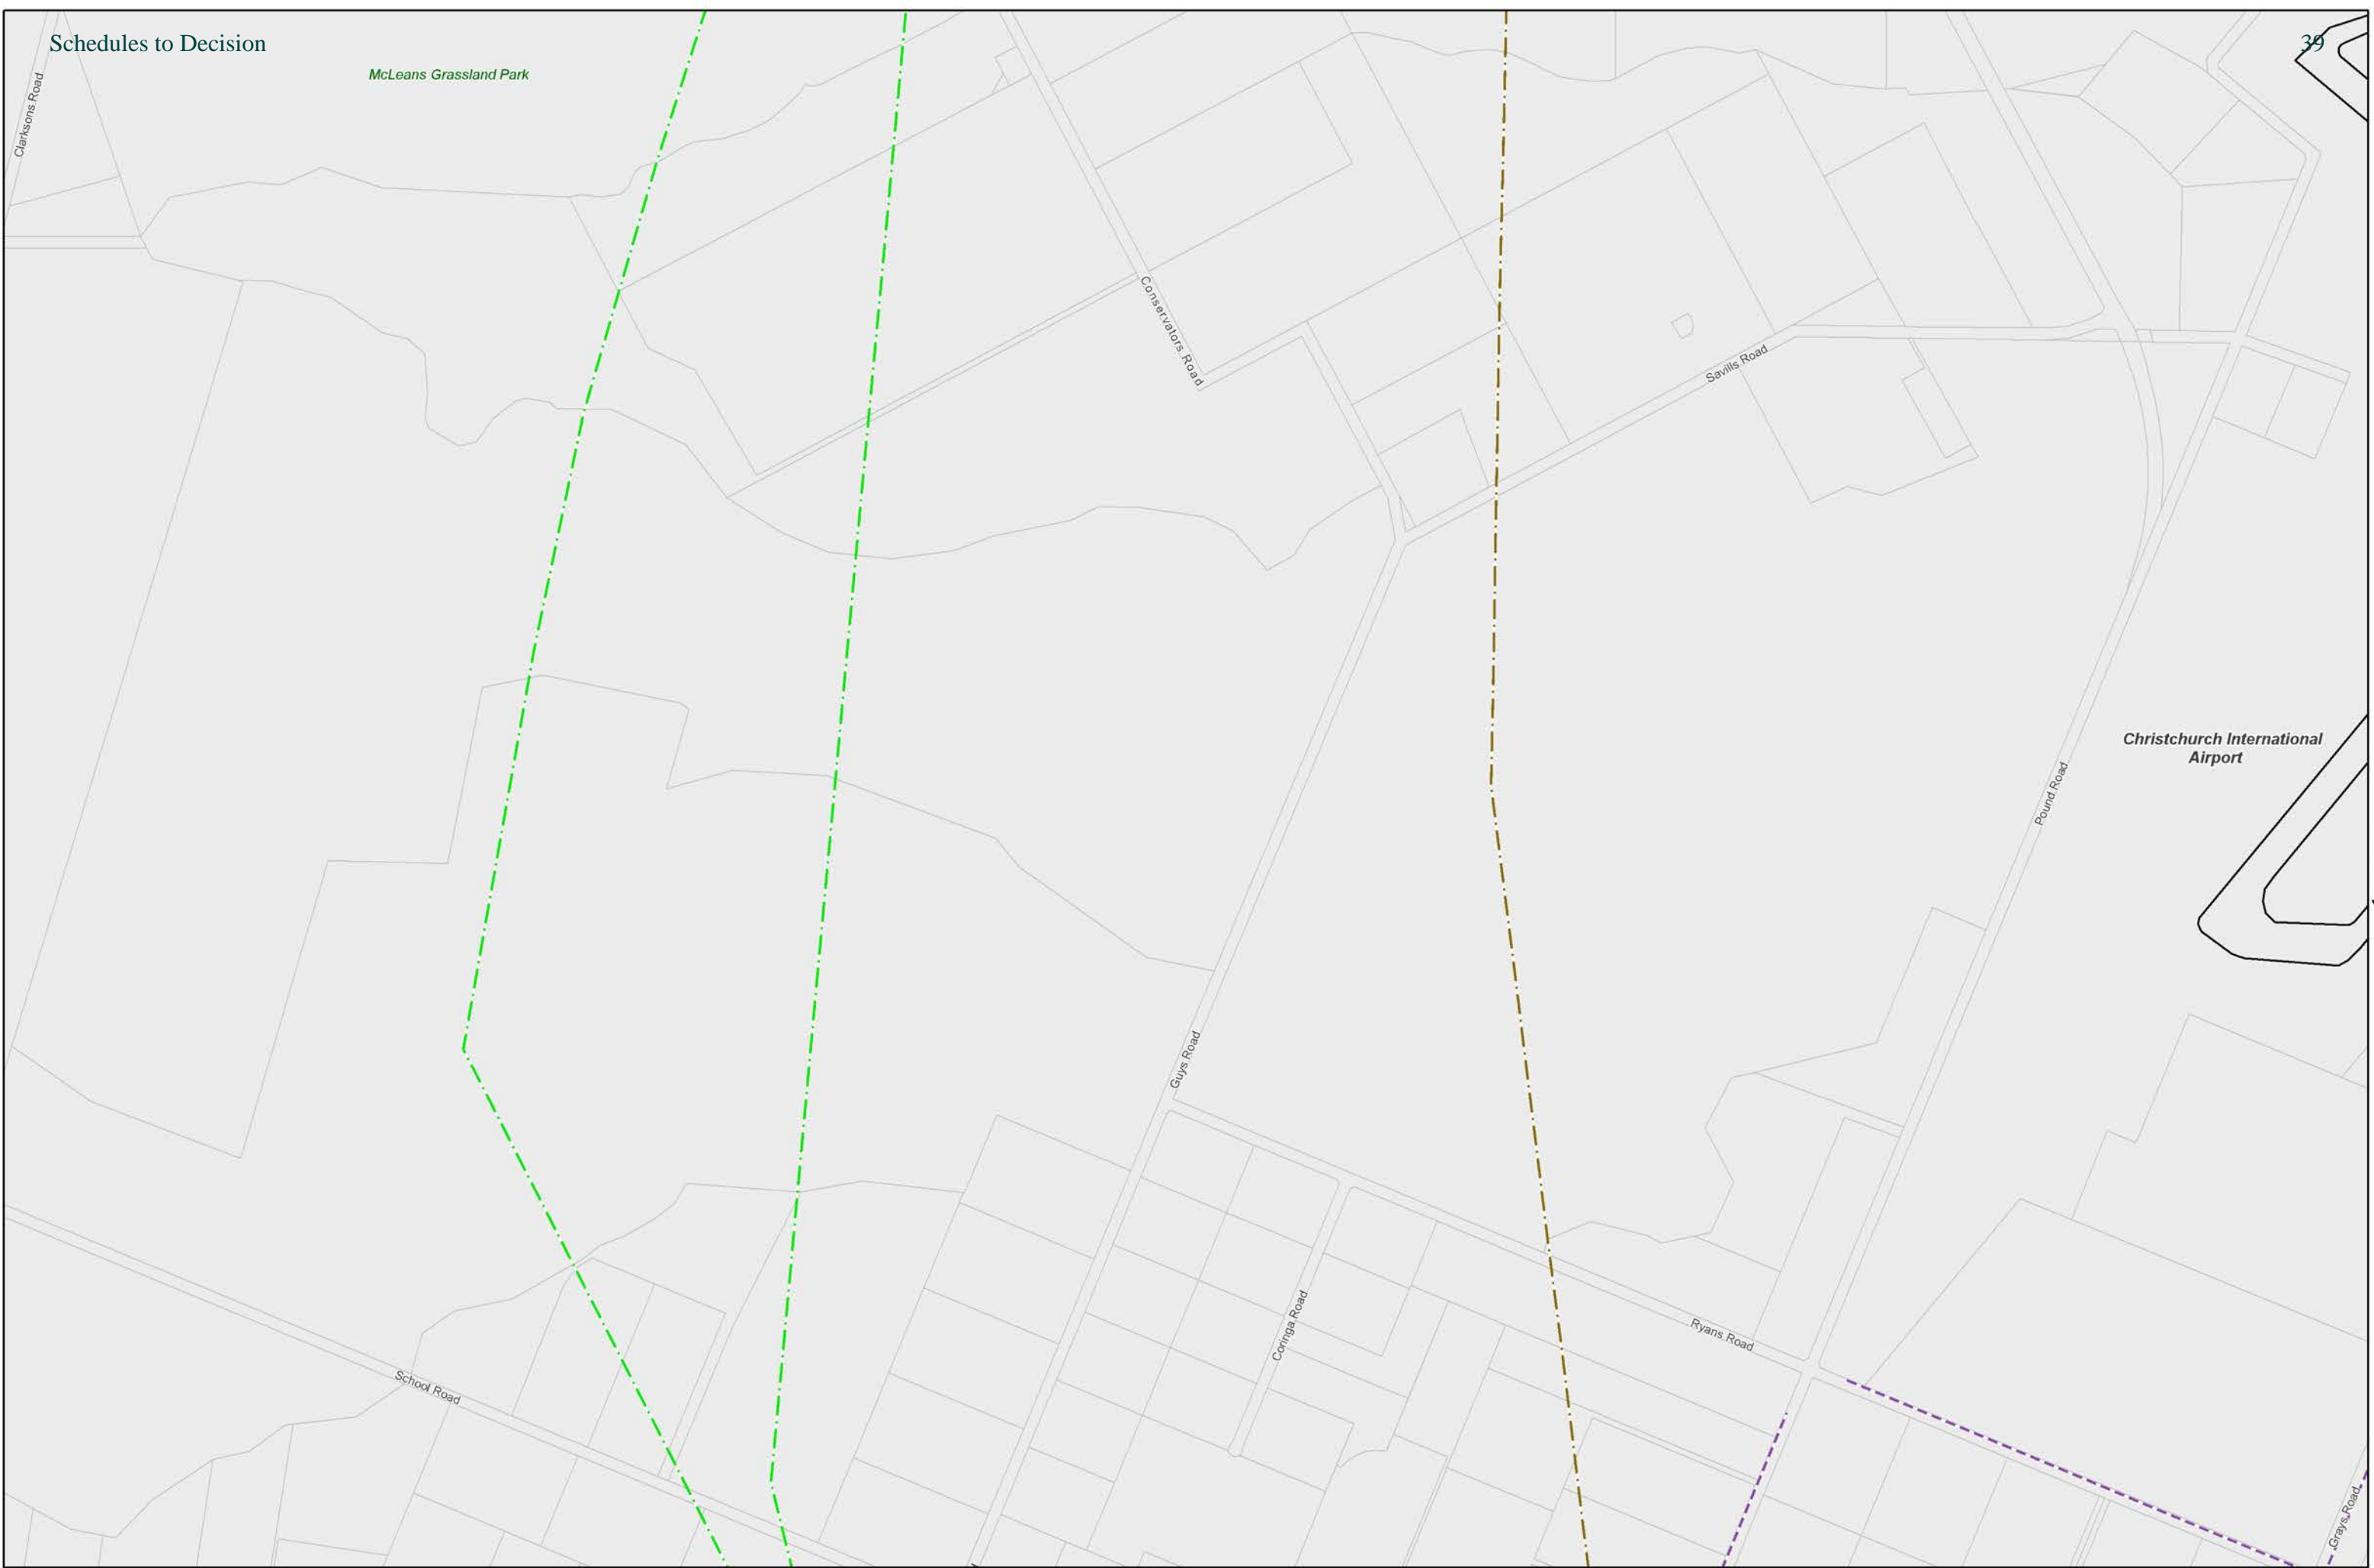 Schedules to Decision
39
McLeans Grassland Park
Clarksons Road
Conservators Road
Savills Road
Christchurch International
Airport
Pound Road
Guys Road
Coringa Road
Ryans Road
School Road
Grays Road